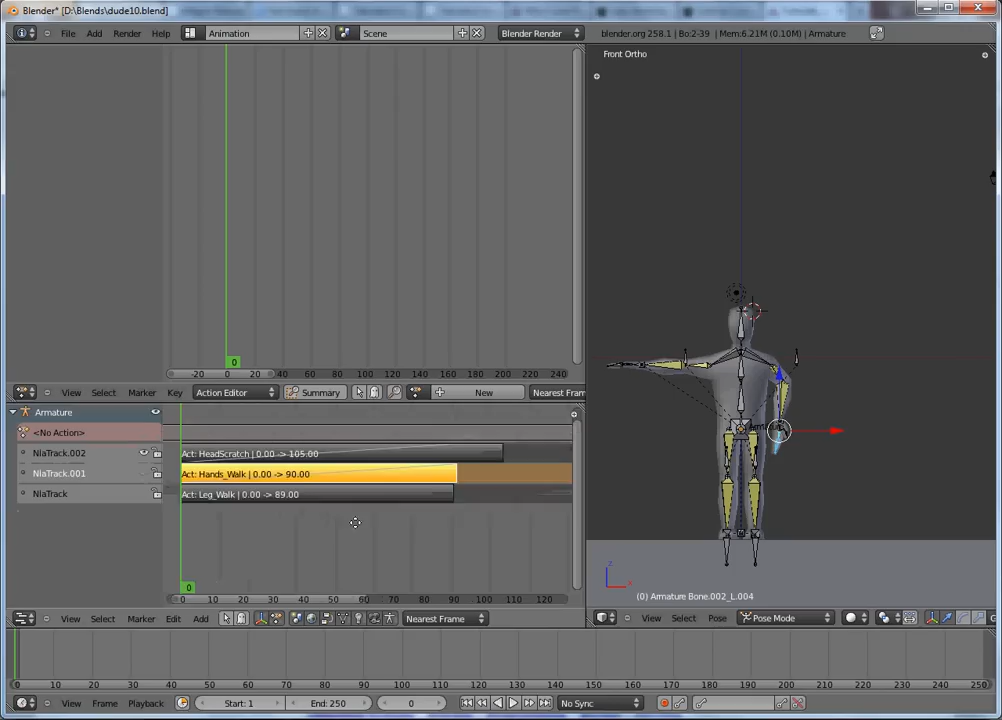 Blender* [D:\Blends\dude10.blend]
File Add Render Help Animation Scene Blender Render blender.org 258.1 | Bo:2-39 | Mem:6.21M (0.10M) | Armature
Front Ortho
0
-20 0 20 40 60 80 100 120 140 160 180 200 220 240
View Select Marker Key Action Editor Summary New Nearest Fram
Armature
<No Action>
NlaTrack.002 Act: HeadScratch | 0.00 -> 105.00
NlaTrack.001 Act: Hands_Walk | 0.00 -> 90.00
NlaTrack Act: Leg_Walk | 0.00 -> 89.00
0
0 10 20 30 40 50 60 70 80 90 100 110 120
Armature
Z
X
(0) Armature Bone.002_L.004
View Select Marker Edit Add Nearest Frame View Select Pose Pose Mode
0 10 20 30 40 50 60 70 80 90 100 110 120 130 140 150 160 170 180 190 200 210 220 230 240 250
View Frame Playback Start: 1 End: 250 0 No Sync